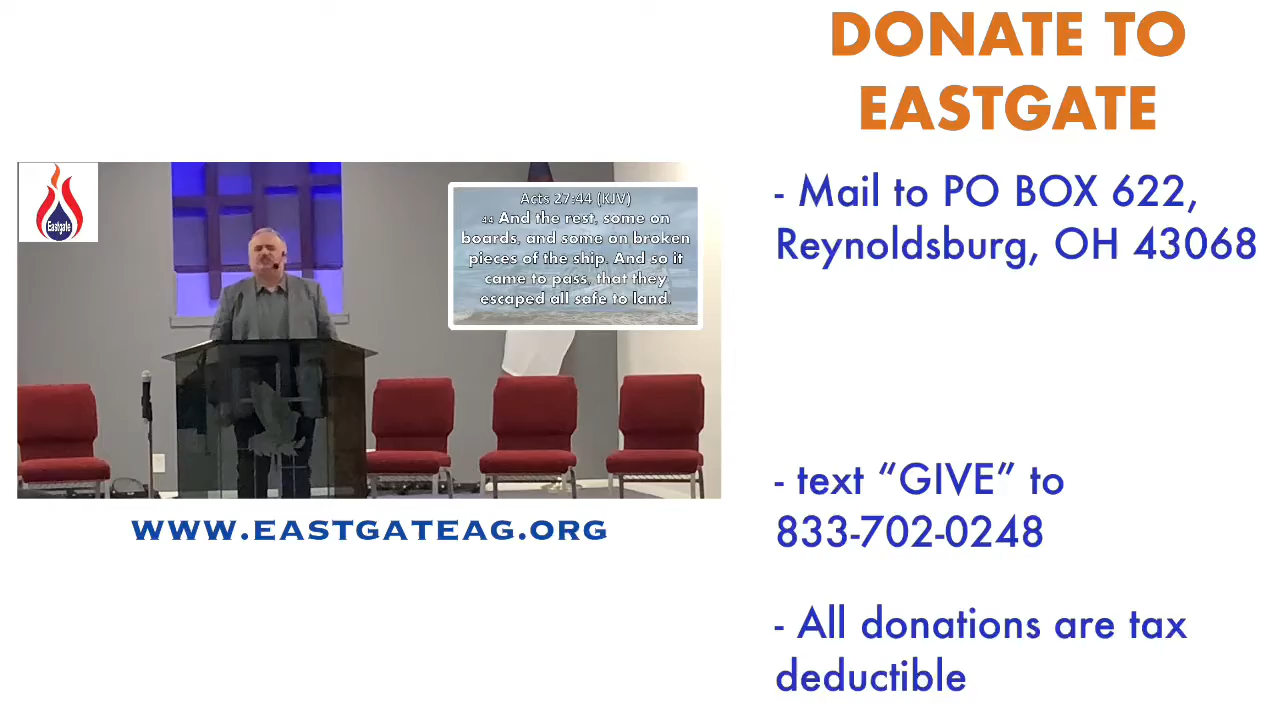 DONATE TO
EASTGATE
- Mail to PO BOX 622,
Reynoldsburg, OH 43068
- text “GIVE” to
833-702-0248
- All donations are tax
deductible
Eastgate
Acts 27:44 (KJV)
44 And the rest, some on
boards, and some on broken
pieces of the ship. And so it
came to pass, that they
escaped all safe to land.
WWW.EASTGATEAG.ORG